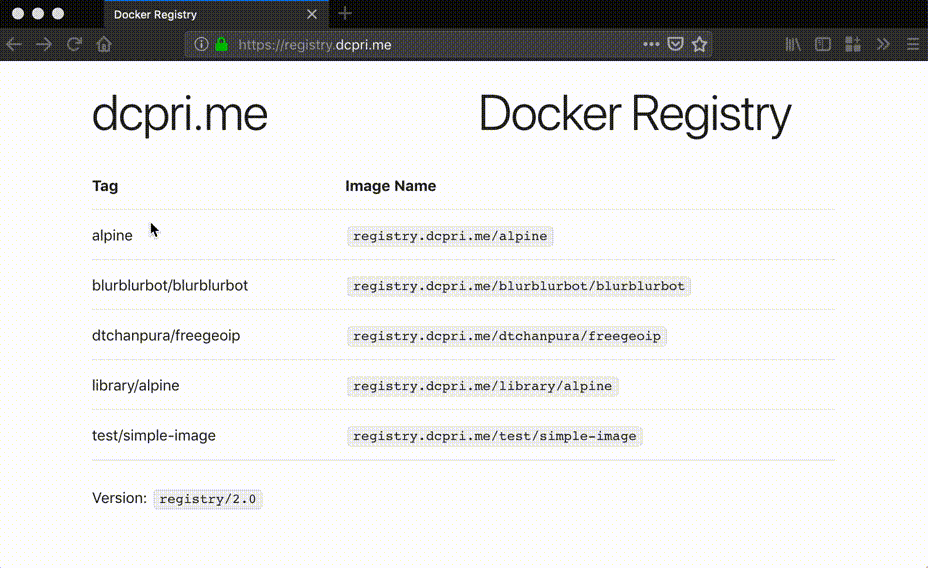 Docker Registry
https://registry.dcpri.me
dcpri.me Docker Registry
Tag Image Name
alpine registry.dcpri.me/alpine
blurblurbot/blurblurbot registry.dcpri.me/blurblurbot/blurblurbot
dtchanpura/freegeoip registry.dcpri.me/dtchanpura/freegeoip
library/alpine registry.dcpri.me/library/alpine
test/simple-image registry.dcpri.me/test/simple-image
Version: registry/2.0